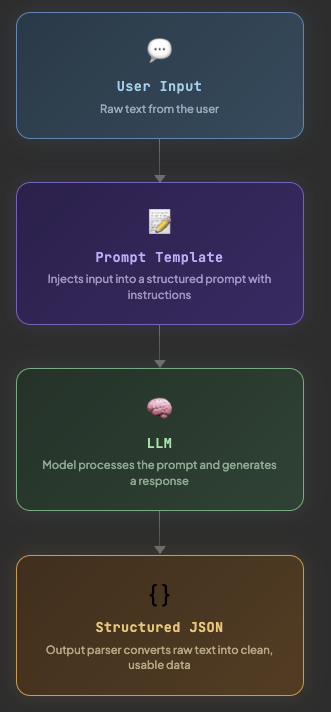 User Input
Raw text from the user
Prompt Template
Injects input into a structured prompt with
instructions
LLM
Model processes the prompt and generates
a response
{}
Structured JSON
Output parser converts raw text into clean,
usable data